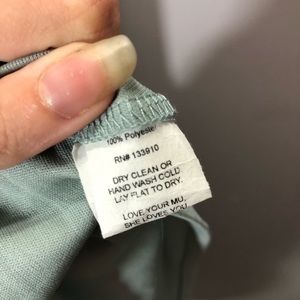 100% Polyester
RN# 133910
DRY CLEAN OR
HAND WASH COLD
LAY FLAT TO DRY.
LOVE YOUR MU,
SHE LOVES YOU.